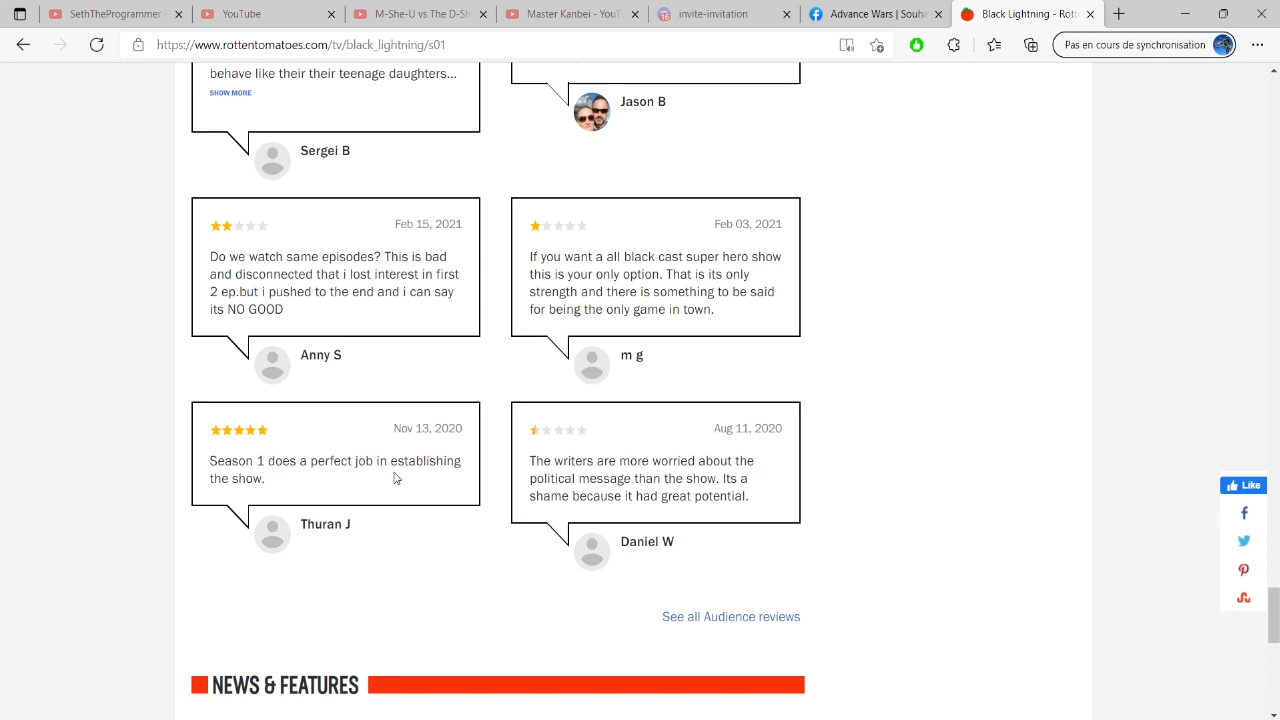 SethTheProgrammer
YouTube
M-She-U vs The D-Sh
Master Kanbei - YouT
16
invite-invitation
Advance Wars | Souha
Black Lightning - Rotte
https://www.rottentomatoes.com/tv/black_lightning/s01
Pas en cours de synchronisation
behave like their their teenage daughters...
SHOW MORE
Sergei B
Jason B
Feb 15, 2021
Do we watch same episodes? This is bad
and disconnected that i lost interest in first
2 ep.but i pushed to the end and i can say
its NO GOOD
Anny S
Feb 03, 2021
If you want a all black cast super hero show
this is your only option. That is its only
strength and there is something to be said
for being the only game in town.
m g
Nov 13, 2020
Season 1 does a perfect job in establishing
the show.
Thuran J
Aug 11, 2020
The writers are more worried about the
political message than the show. Its a
shame because it had great potential.
Daniel W
Like
See all Audience reviews
NEWS & FEATURES